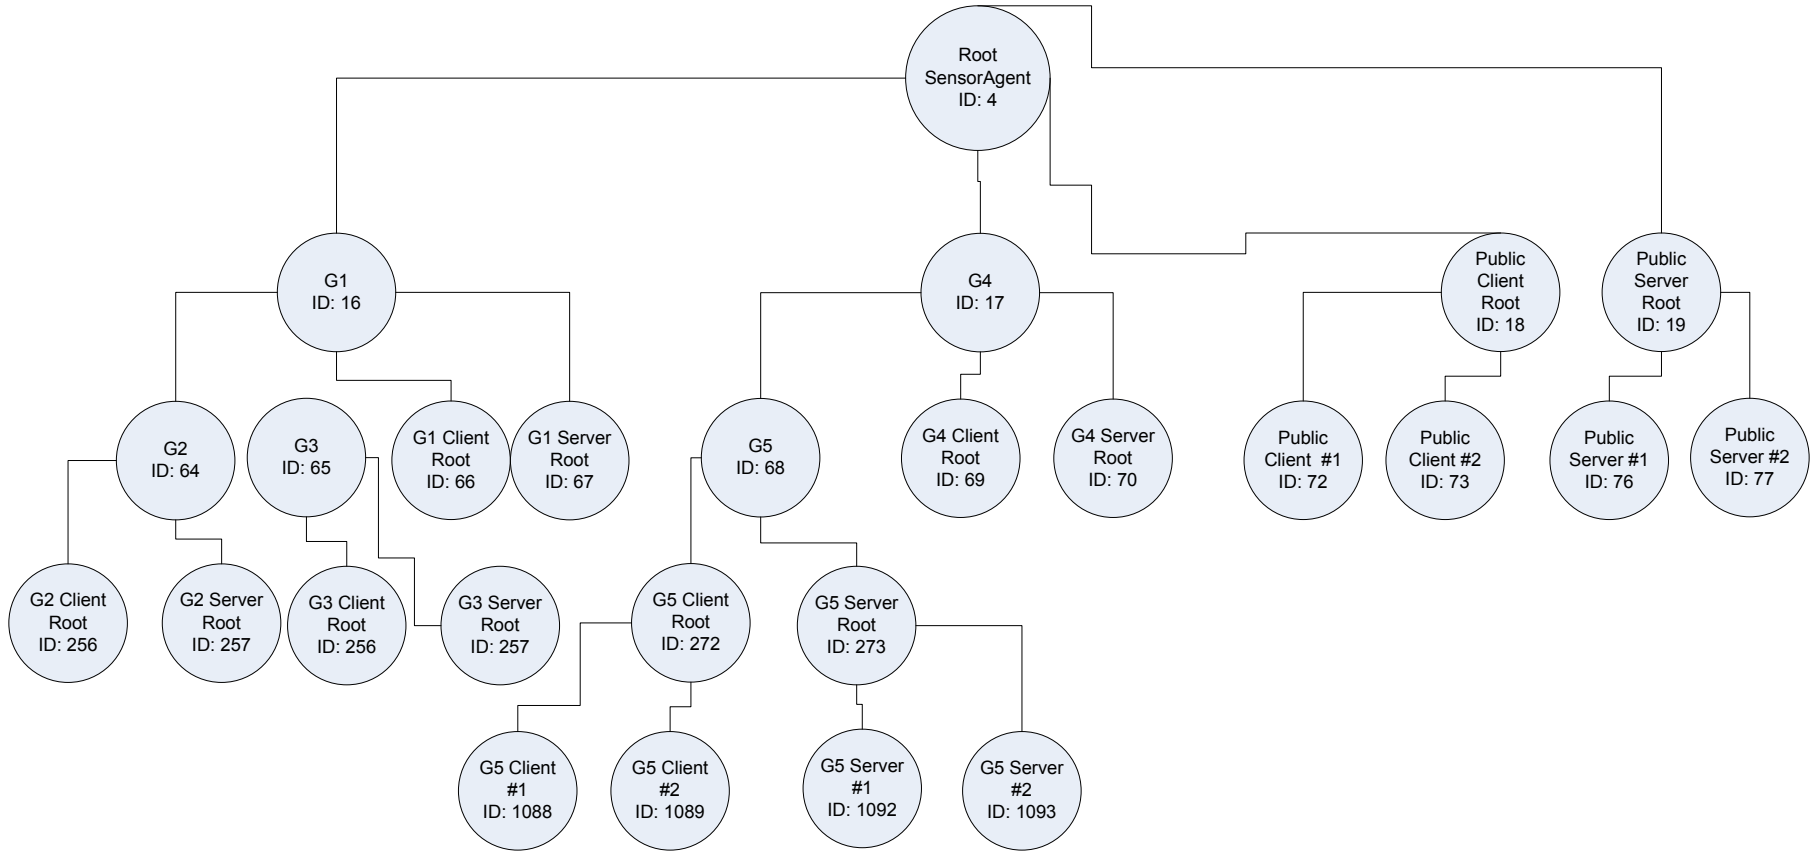 Root
SensorAgent
ID: 4
G1
ID: 16
G4
ID: 17
Public
Client
Root
ID: 18
Public
Server
Root
ID: 19
G2
ID: 64
G3
ID: 65
G1 Client
Root
ID: 66
G1 Server
Root
ID: 67
G5
ID: 68
G4 Client
Root
ID: 69
G4 Server
Root
ID: 70
Public
Client #1
ID: 72
Public
Client #2
ID: 73
Public
Server #1
ID: 76
Public
Server #2
ID: 77
G2 Client
Root
ID: 256
G2 Server
Root
ID: 257
G3 Client
Root
ID: 256
G3 Server
Root
ID: 257
G5 Client
Root
ID: 272
G5 Server
Root
ID: 273
G5 Client
#1
ID: 1088
G5 Client
#2
ID: 1089
G5 Server
#1
ID: 1092
G5 Server
#2
ID: 1093